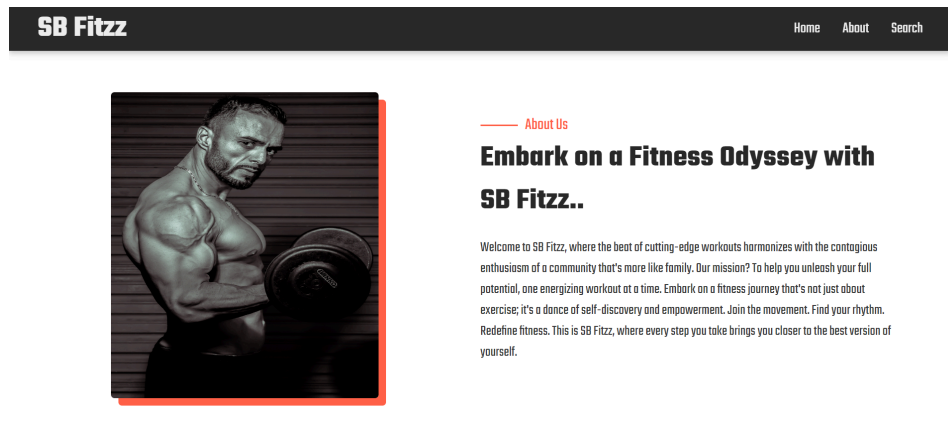 SB Fitzz
Home About Search
About Us
Embark on a Fitness Odyssey with
SB Fitzz..
Welcome to SB Fitzz, where the beat of cutting-edge workouts harmonizes with the contagious
enthusiasm of a community that's more like family. Our mission? To help you unleash your full
potential, one energizing workout at a time. Embark on a fitness journey that's not just about
exercise; it's a dance of self-discovery and empowerment. Join the movement. Find your rhythm.
Redefine fitness. This is SB Fitzz, where every step you take brings you closer to the best version of
yourself.